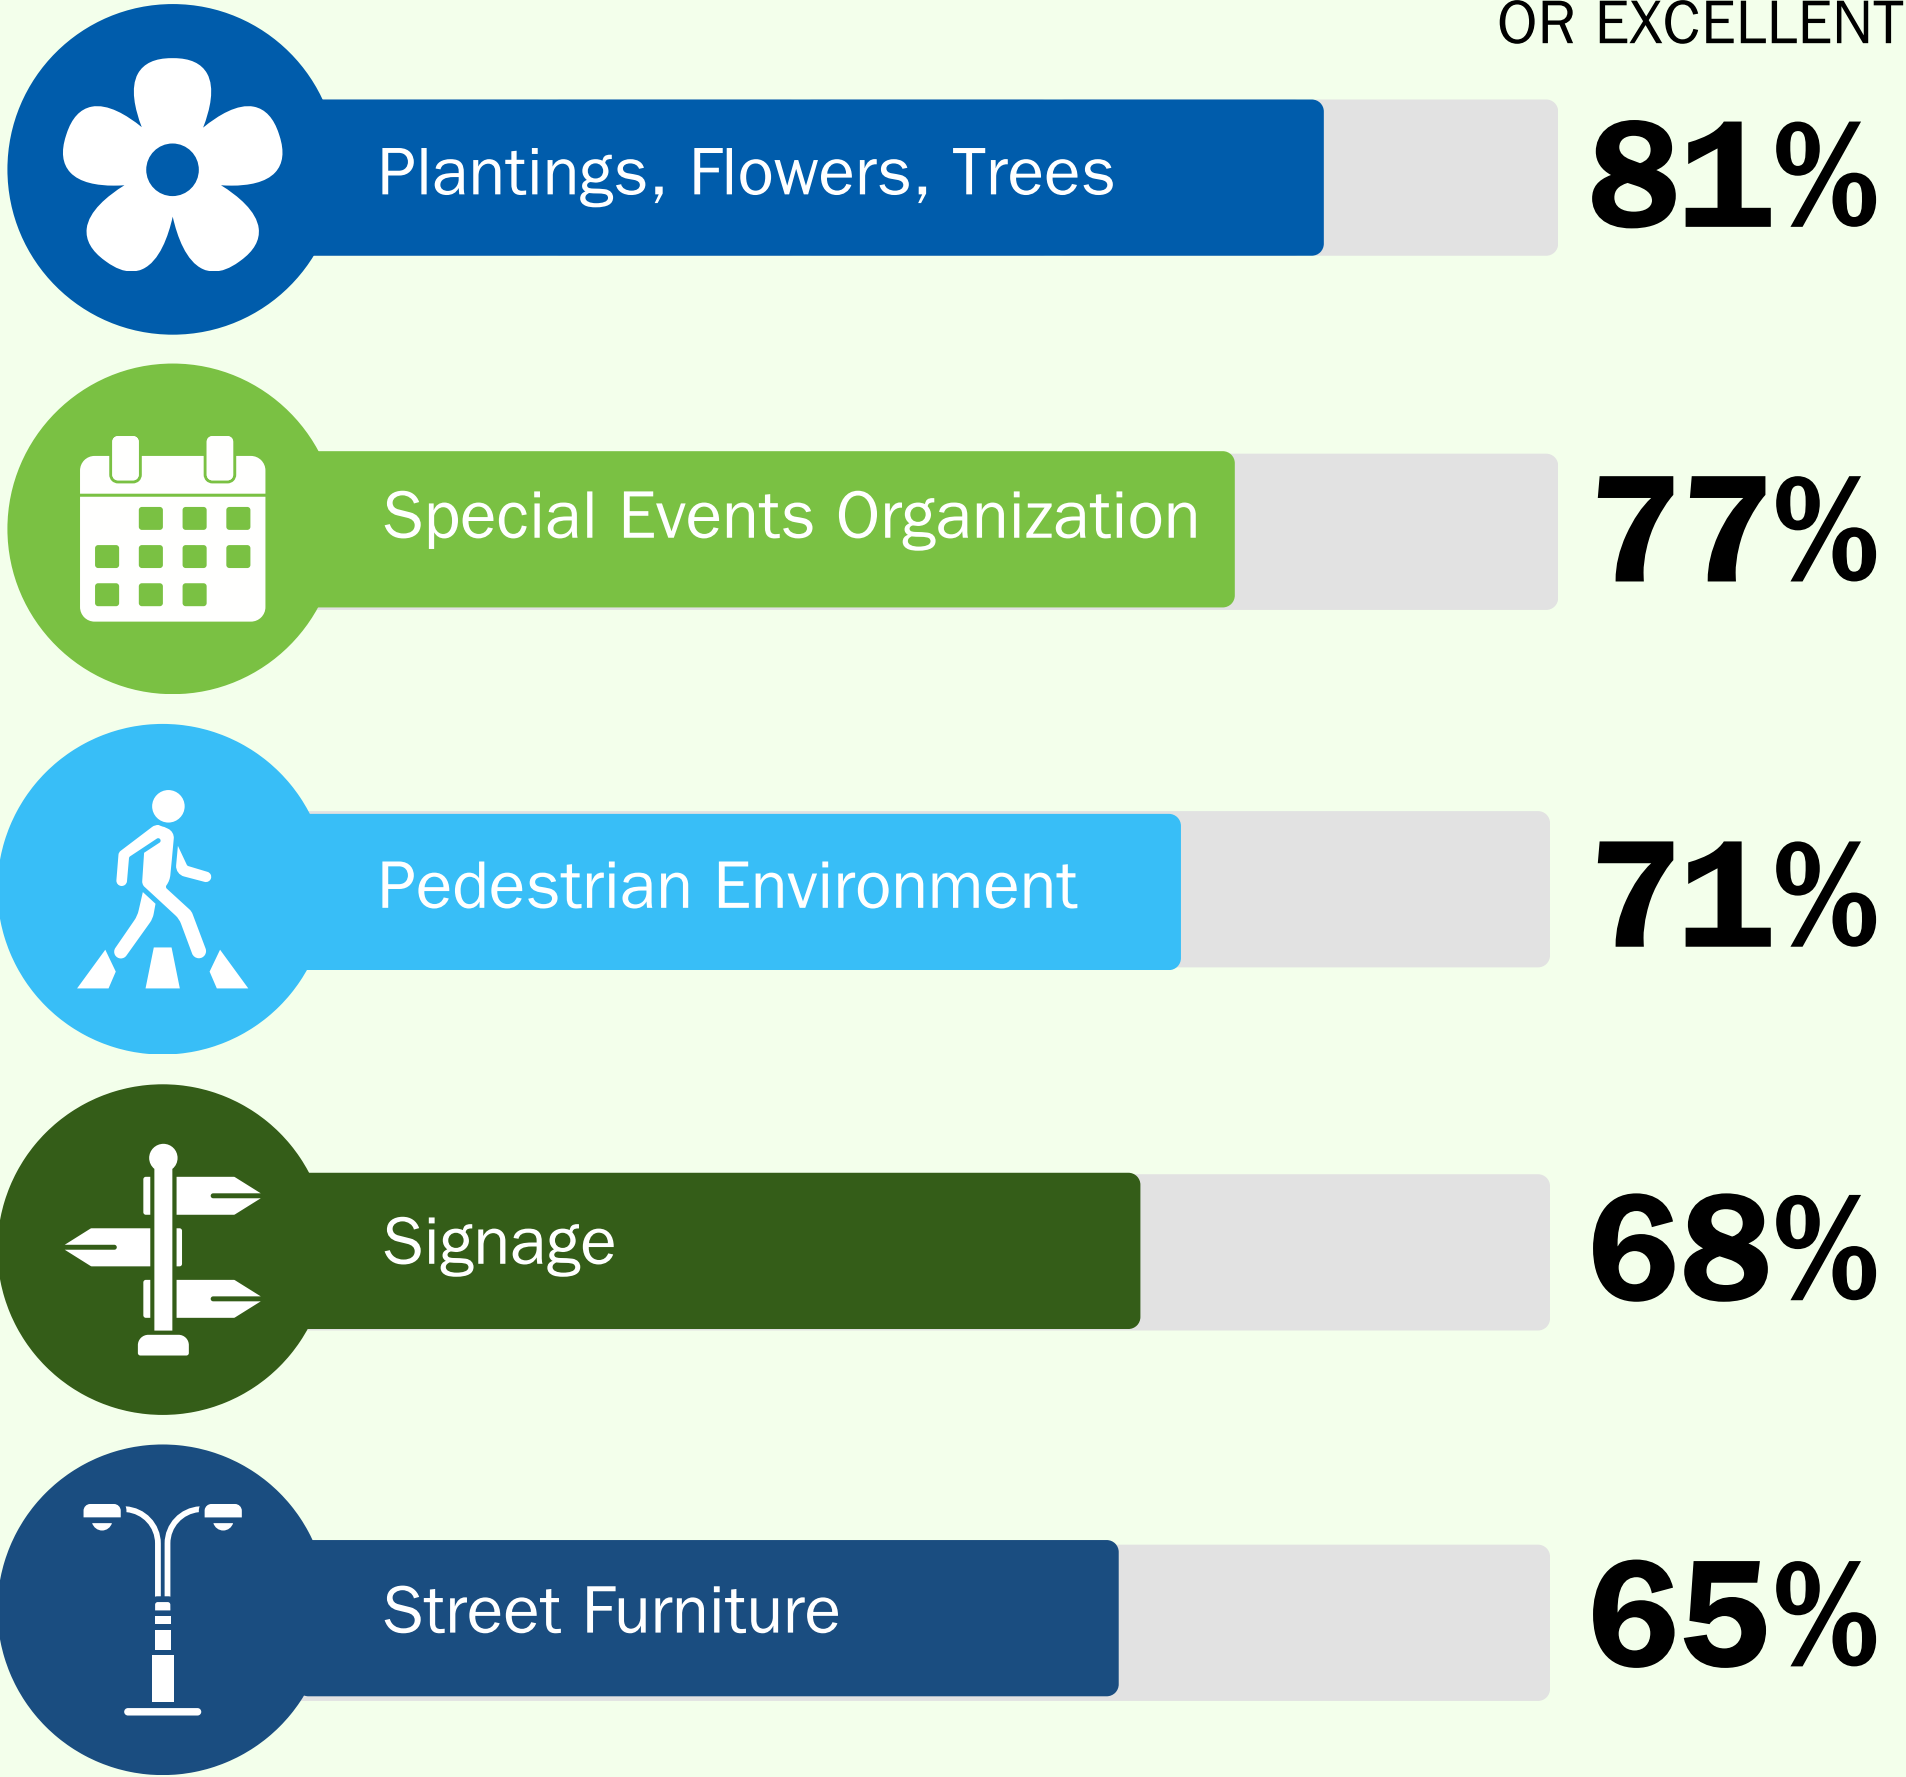 OR EXCELLENT
Plantings, Flowers, Trees
81%
Special Events Organization
77%
Pedestrian Environment
71%
Signage
68%
Street Furniture
65%